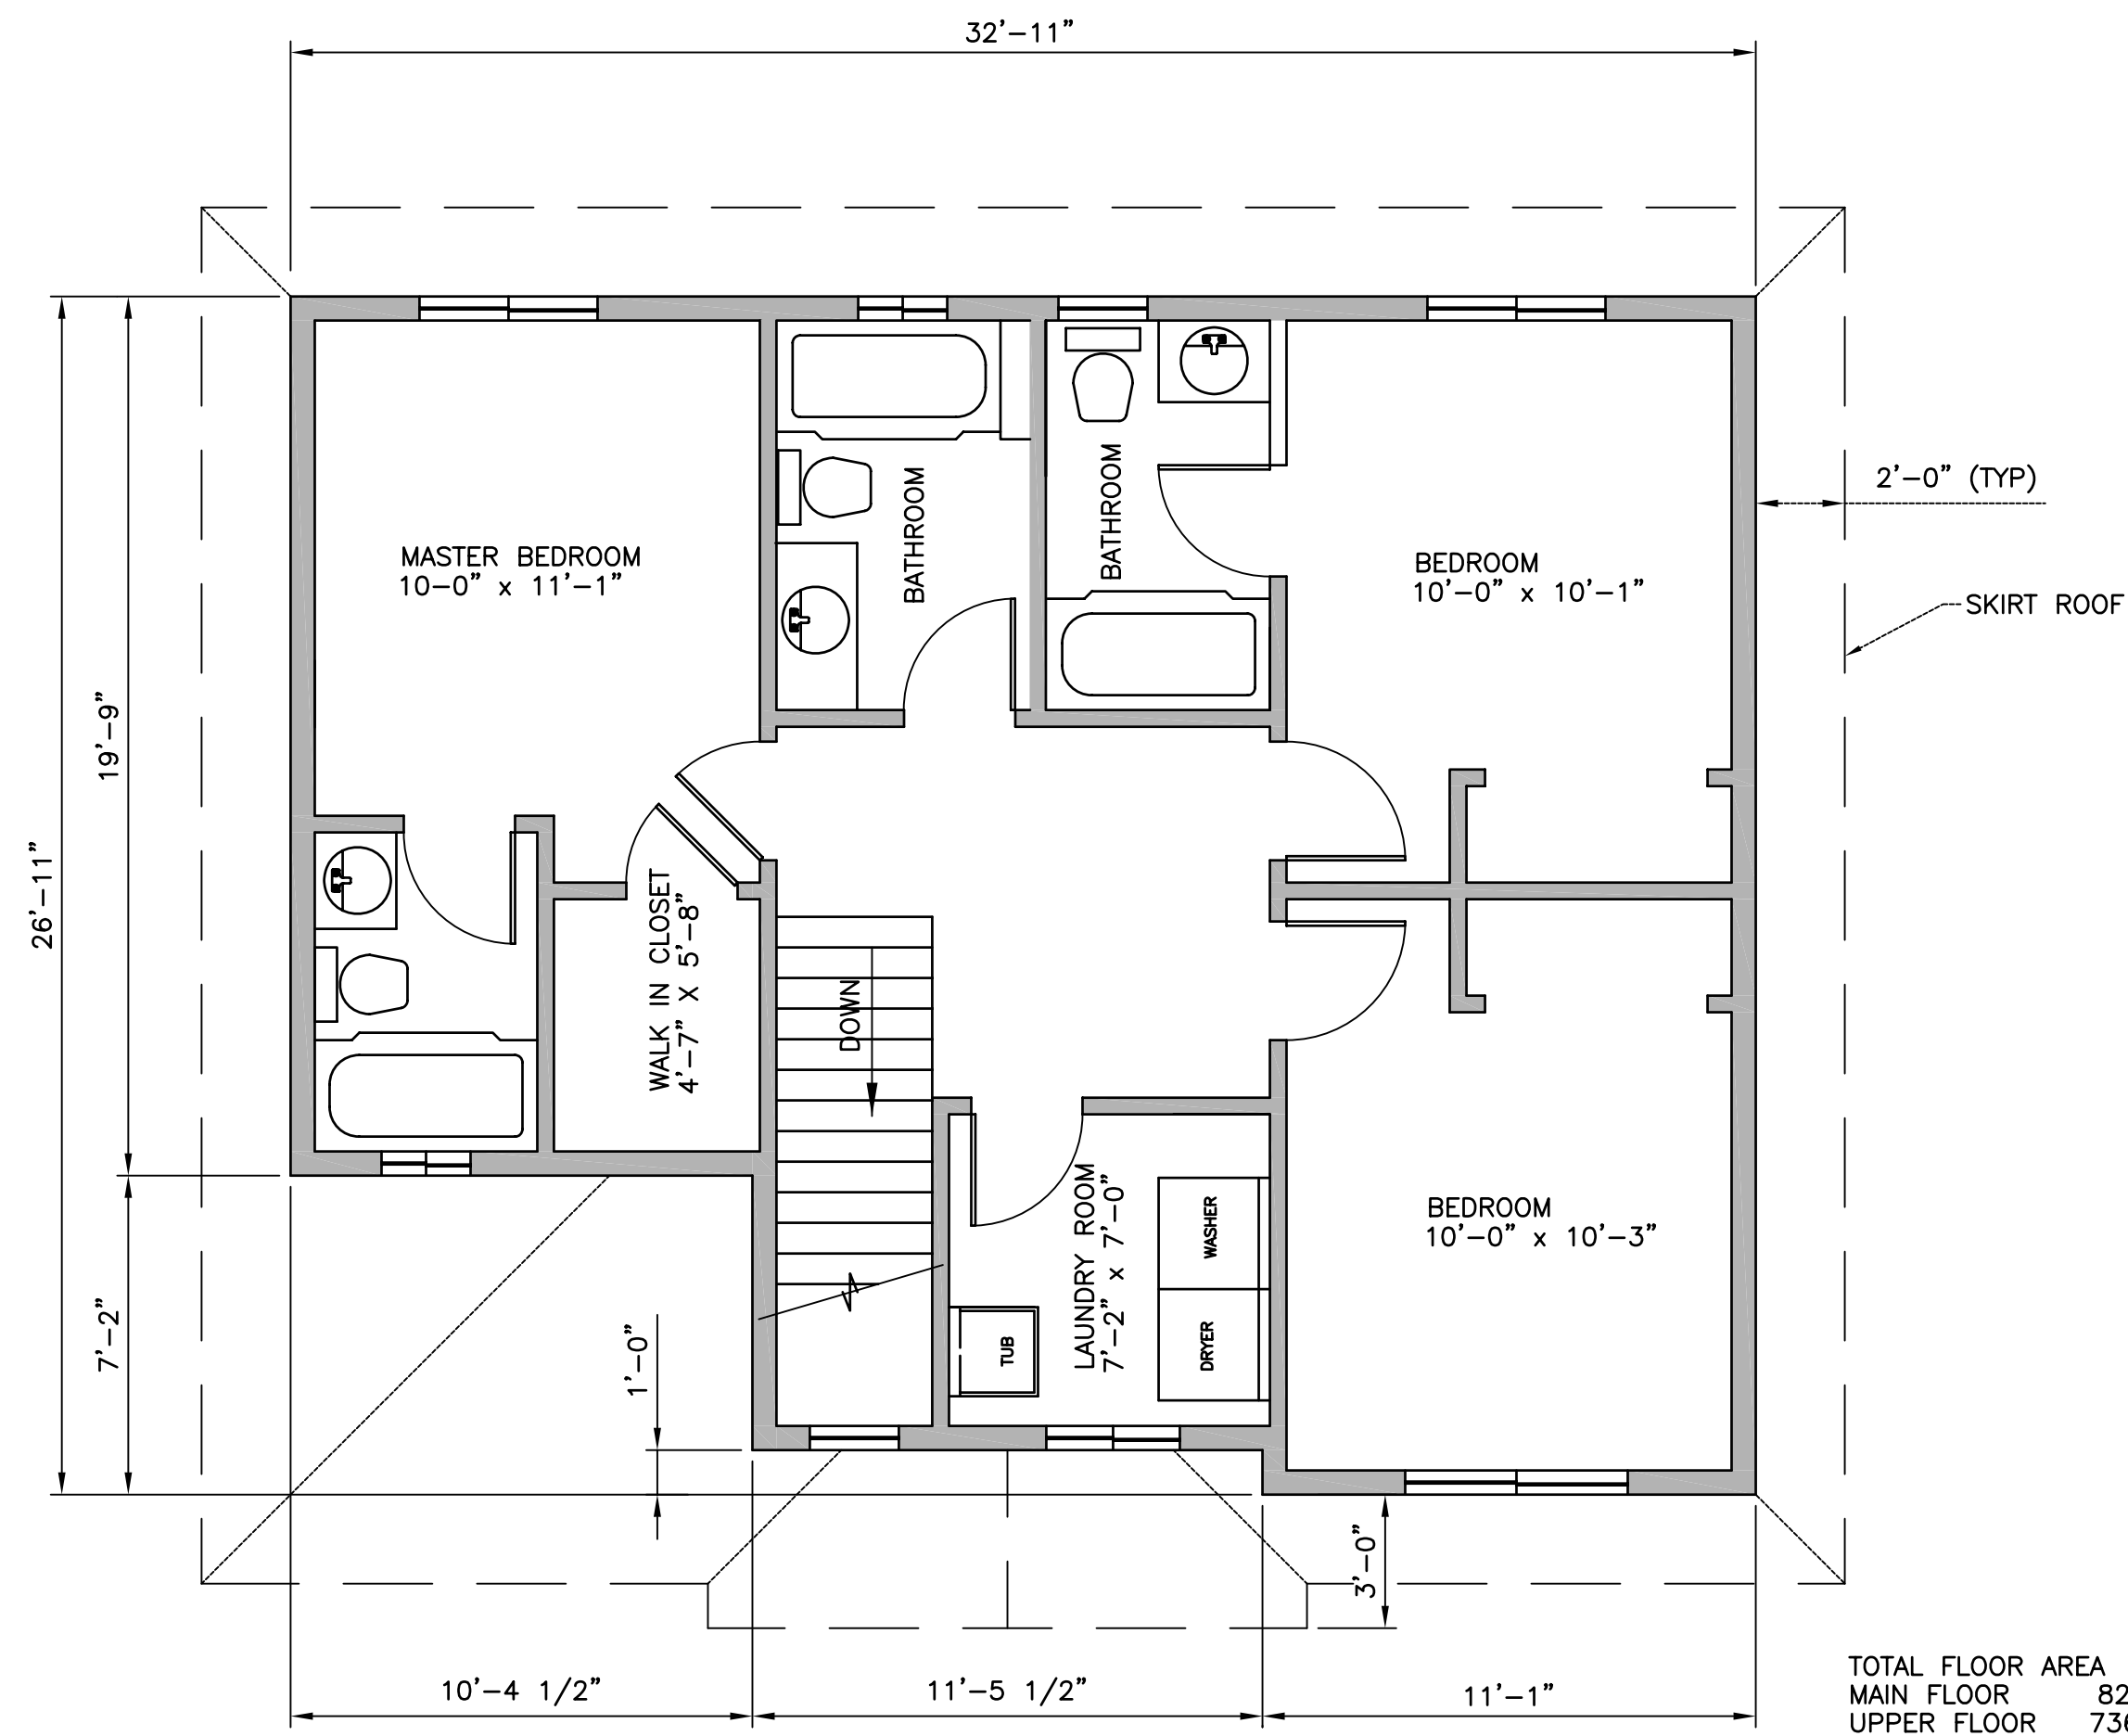 32'-11"
2'-0" (TYP)
SKIRT ROOF
MASTER BEDROOM
10-0" x 11'-1"
BATHROOM
BATHROOM
BEDROOM
10'-0" x 10'-1"
19'-9"
26'-11"
7'-2"
WALK IN CLOSET
4'-7" X 5'-8"
DOWN
LAUNDRY ROOM
7'-2" x 7'-0"
WASHER
DRYER
TUB
BEDROOM
10'-0" x 10'-3"
1'-0"
3'-0"
10'-4 1/2"
11'-5 1/2"
11'-1"
TOTAL FLOOR AREA
MAIN FLOOR 82
UPPER FLOOR